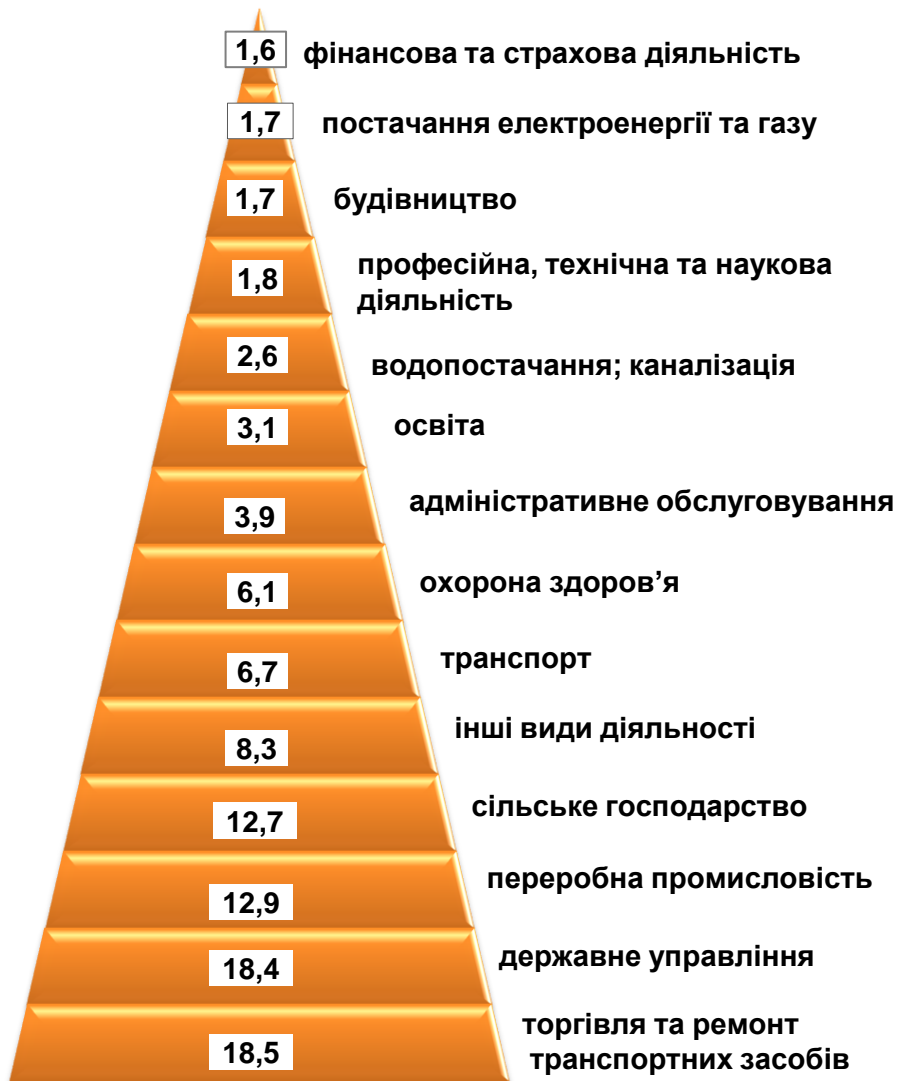 1,6 фінансова та страхова діяльність
1,7 постачання електроенергії та газу
1,7 будівництво
1,8 професійна, технічна та наукова
діяльність
2,6 водопостачання; каналізація
3,1 освіта
3,9 адміністративне обслуговування
6,1 охорона здоров’я
6,7 транспорт
8,3 інші види діяльності
12,7 сільське господарство
12,9 переробна промисловість
18,4 державне управління
18,5 торгівля та ремонт
транспортних засобів